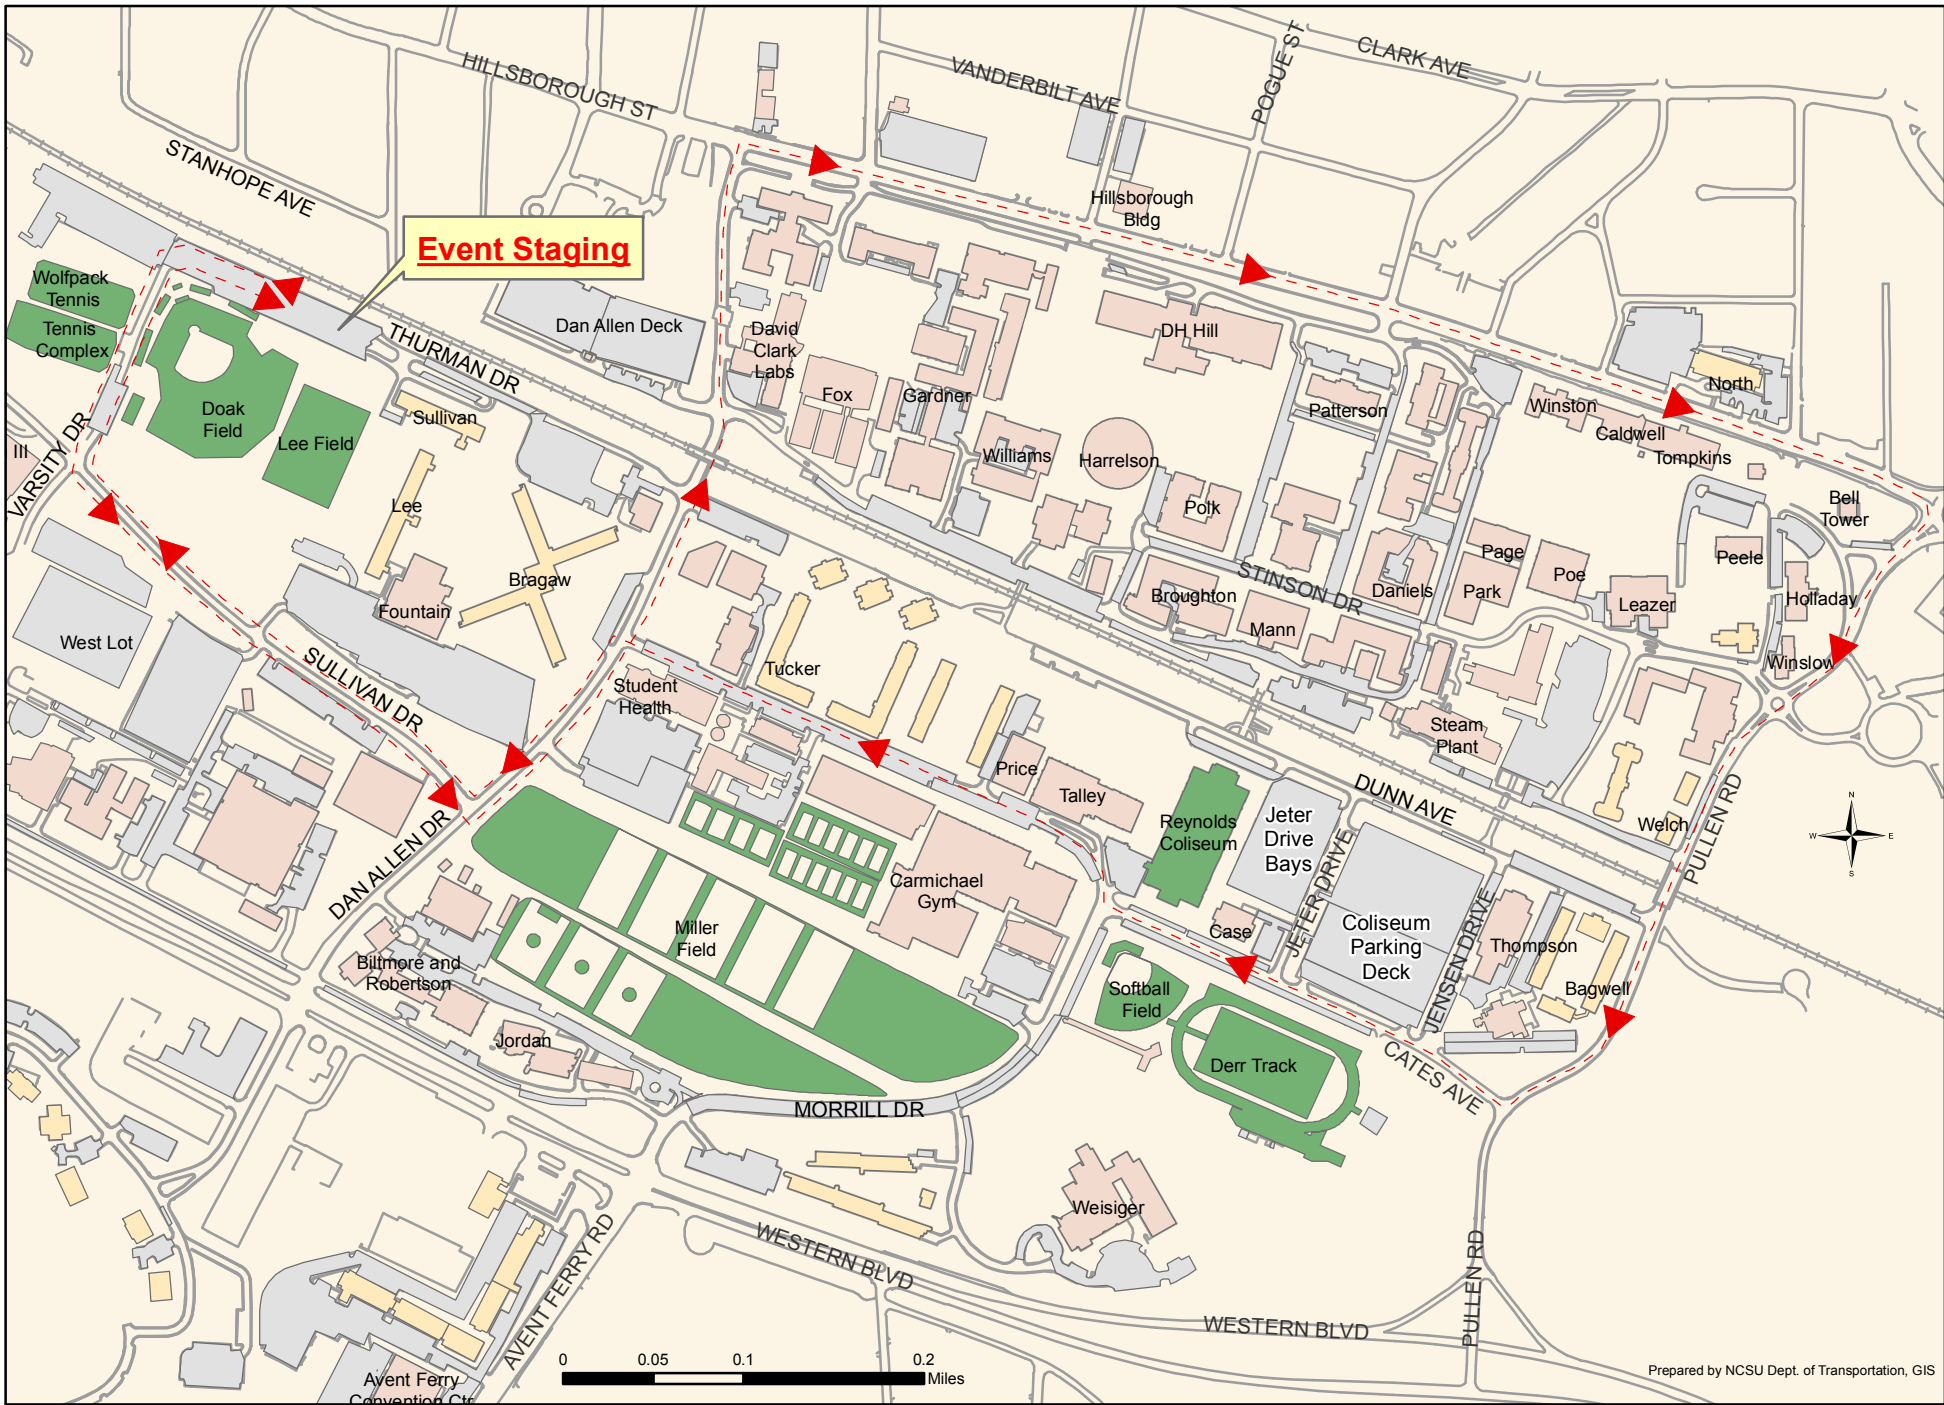 CLARK AVE
POGUE ST
HILLSBOROUGH ST
VANDERBILT AVE
STANHOPE AVE
Hillsborough
Bldg
Event Staging
Wolfpack
Tennis
Tennis
Complex
THURMAN DR
Dan Allen Deck
David
Clark
Labs
DH Hill
Fox
Gardner
Patterson
North
Winston
Caldwell
Tompkins
Doak
Field
Lee Field
Sullivan
VARSITY DR
III
Williams
Harrelson
Polk
Bell
Tower
Lee
Bragaw
Fountain
Page
Park
Poe
Peele
Holladay
Leazer
Winslow
STINSON DR
Daniels
Broughton
Mann
West Lot
SULLIVAN DR
Student
Health
Tucker
Steam
Plant
Price
Talley
DUNN AVE
Reynolds
Coliseum
Jeter
Drive
Bays
JETER DRIVE
Welch
PULLEN RD
N
W
E
S
DAN ALLEN DR
Carmichael
Gym
Miller
Field
Case
Coliseum
Parking
Deck
JENSEN DRIVE
Thompson
Bagwell
Biltmore and
Robertson
Softball
Field
Jordan
Derr Track
CATES AVE
MORRILL DR
Weisiger
AVENT FERRY RD
WESTERN BLVD
WESTERN BLVD
PULLEN RD
0
0.05
0.1
0.2
Miles
Avent Ferry
Convention Ctr
Prepared by NCSU Dept. of Transportation, GIS